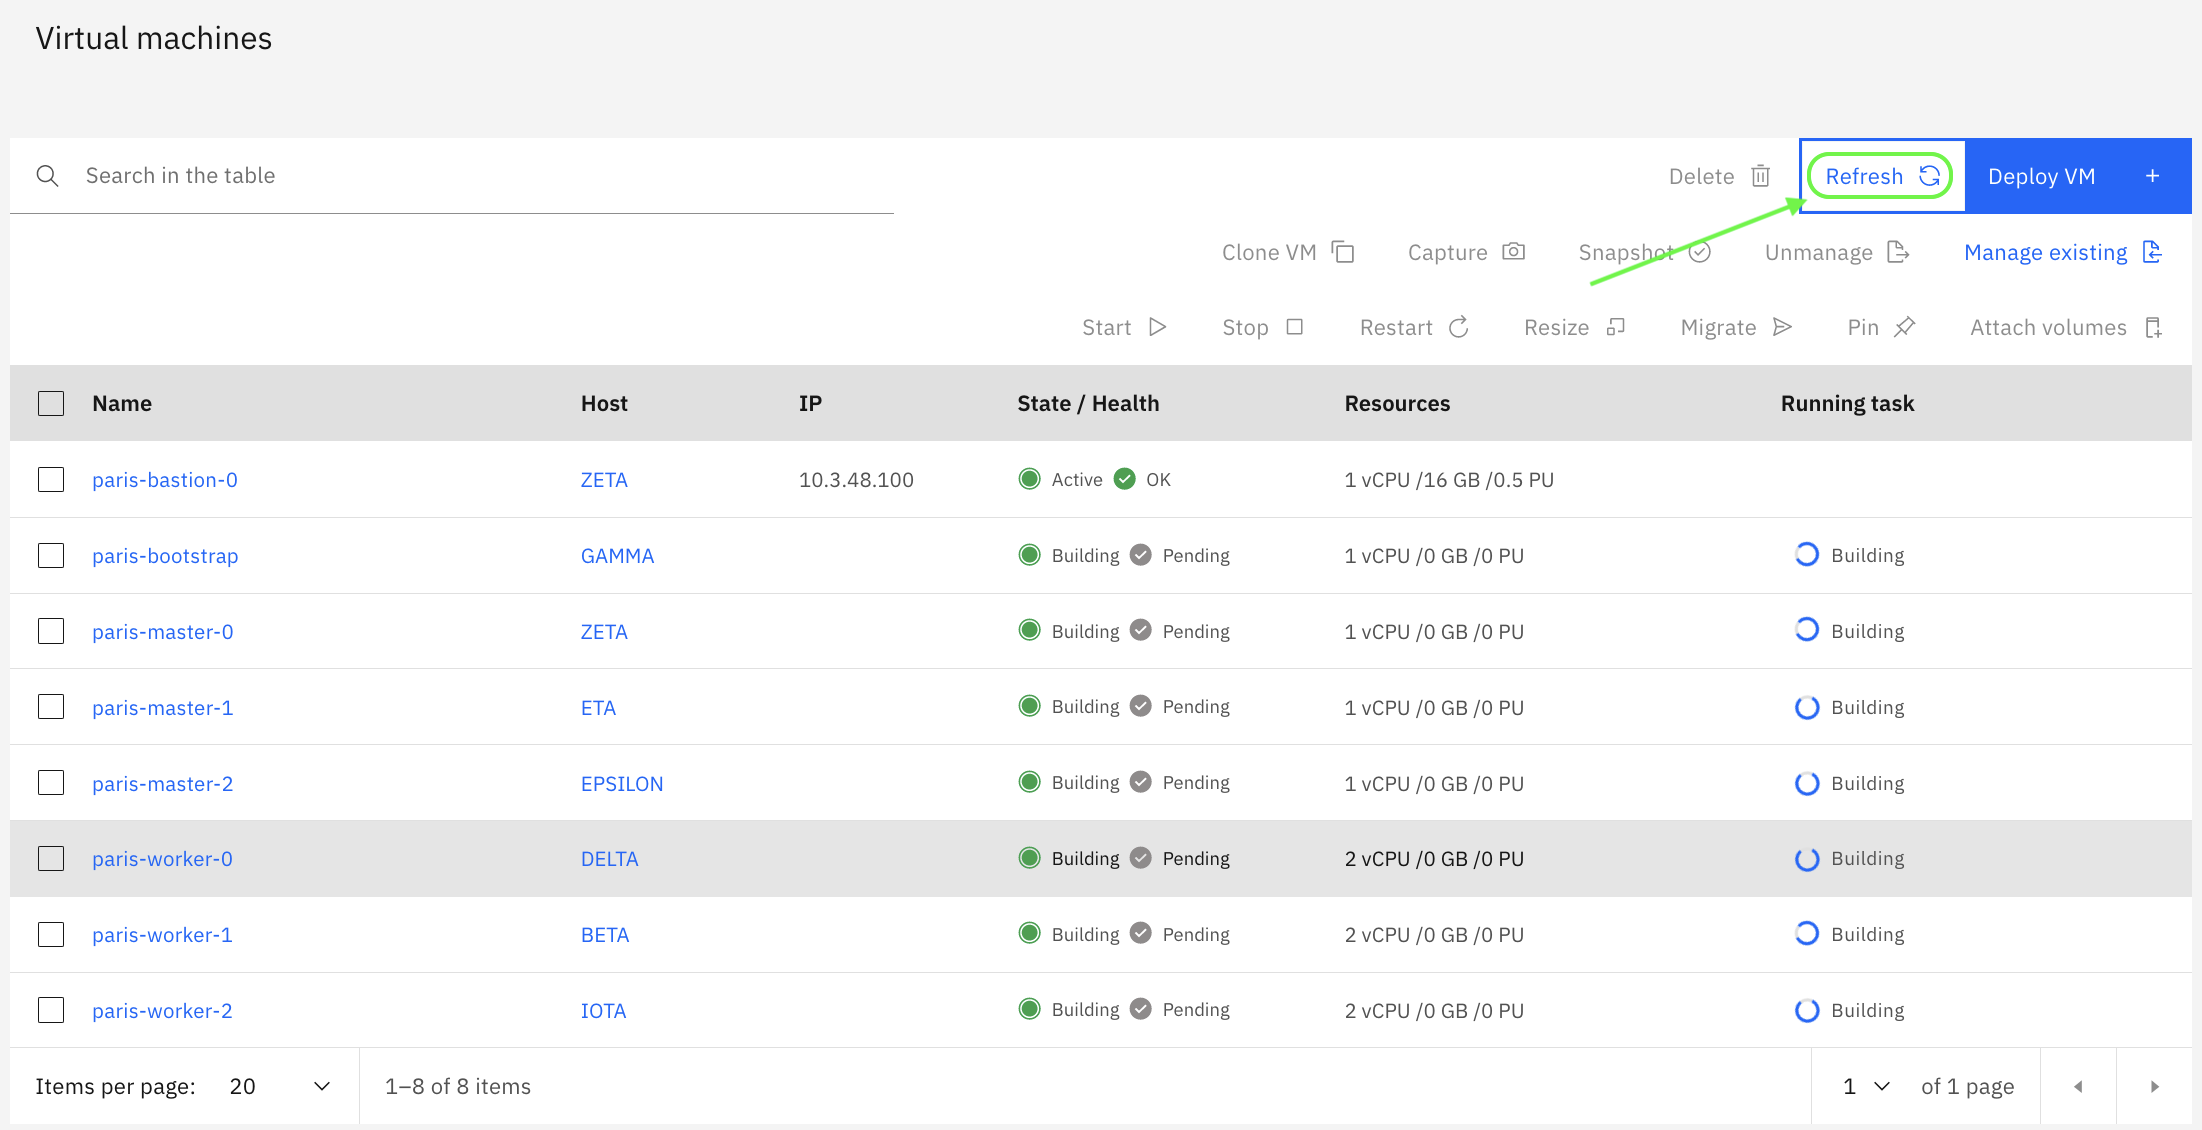 Virtual machines
Search in the table
Delete Refresh Deploy VM +
Clone VM Capture Snapshot Unmanage Manage existing
Start Stop Restart Resize Migrate Pin Attach volumes
Name Host IP State / Health Resources Running task
paris-bastion-0 ZETA 10.3.48.100 Active OK 1 vCPU /16 GB /0.5 PU
paris-bootstrap GAMMA Building Pending 1 vCPU /0 GB /0 PU Building
paris-master-0 ZETA Building Pending 1 vCPU /0 GB /0 PU Building
paris-master-1 ETA Building Pending 1 vCPU /0 GB /0 PU Building
paris-master-2 EPSILON Building Pending 1 vCPU /0 GB /0 PU Building
paris-worker-0 DELTA Building Pending 2 vCPU /0 GB /0 PU Building
paris-worker-1 BETA Building Pending 2 vCPU /0 GB /0 PU Building
paris-worker-2 IOTA Building Pending 2 vCPU /0 GB /0 PU Building
Items per page: 20 1–8 of 8 items 1 of 1 page